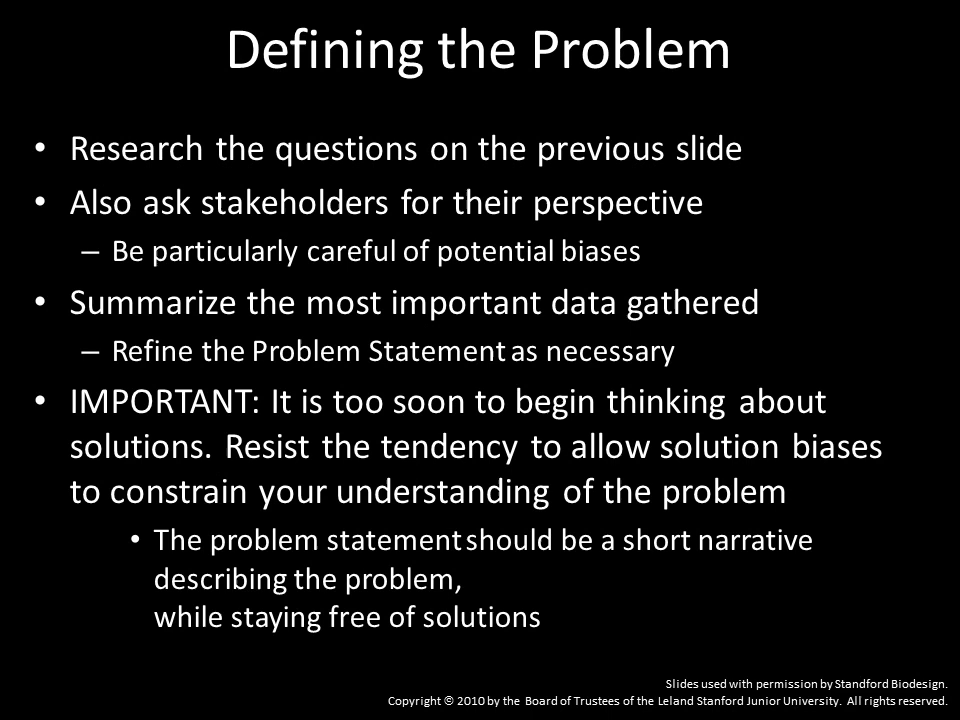 Defining the Problem
• Research the questions on the previous slide
• Also ask stakeholders for their perspective
– Be particularly careful of potential biases
• Summarize the most important data gathered
– Refine the Problem Statement as necessary
• IMPORTANT: It is too soon to begin thinking about
solutions. Resist the tendency to allow solution biases
to constrain your understanding of the problem
• The problem statement should be a short narrative
describing the problem,
while staying free of solutions
Slides used with permission by Standford Biodesign.
Copyright © 2010 by the Board of Trustees of the Leland Stanford Junior University. All rights reserved.